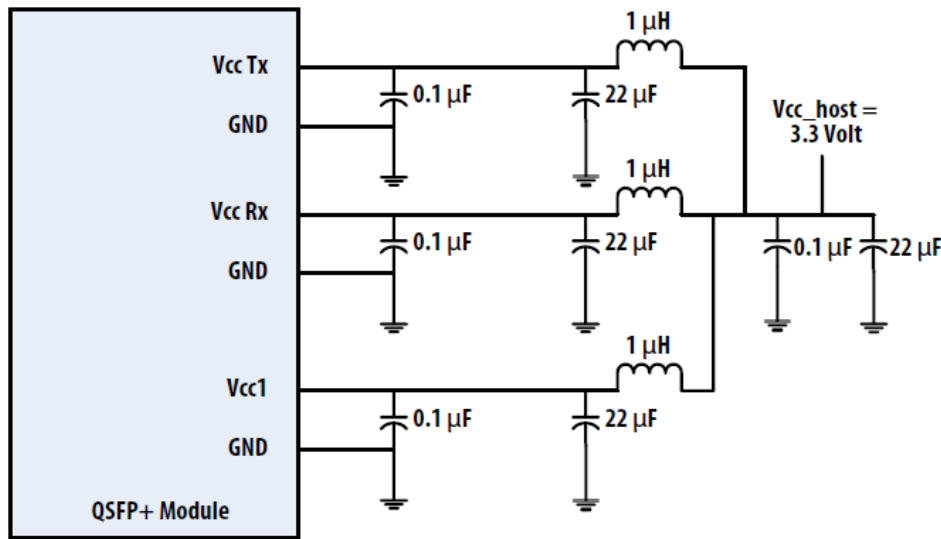 1 µH
Vcc Tx
0.1 µF
22 µF
Vcc_host =
3.3 Volt
GND
1 µH
Vcc Rx
0.1 µF
22 µF
0.1 µF
22 µF
GND
1 µH
Vcc1
0.1 µF
22 µF
GND
QSFP+ Module